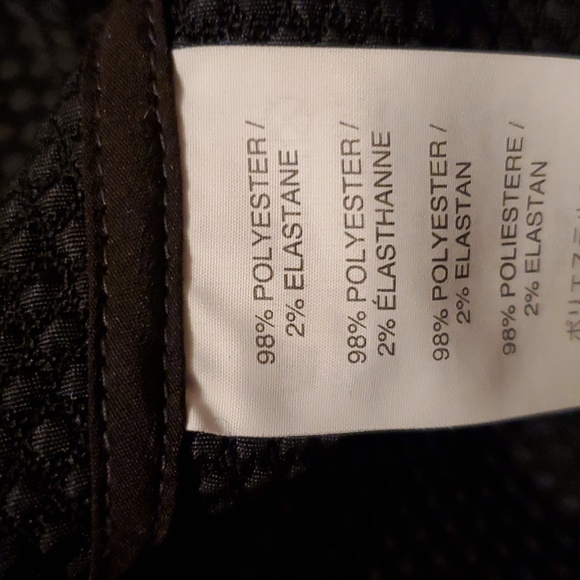 98% POLYESTER /
2% ELASTANE
98% POLYESTER /
2% ÉLASTHANNE
98% POLYESTER /
2% ELASTAN
98% POLIESTERE /
2% ELASTAN